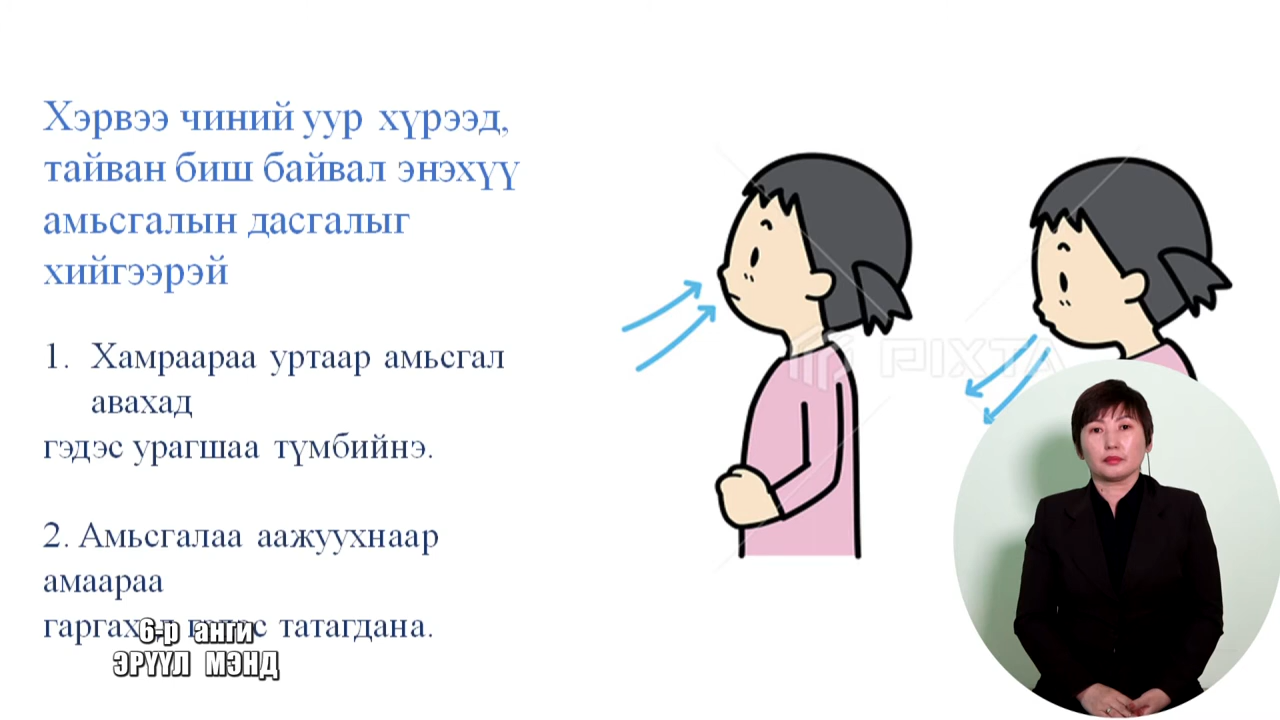 Хэрвээ чиний уур хүрээд,
тайван биш байвал энэхүү
амьсгалын дасгалыг
хийгээрэй
1. Хамраараа уртаар амьсгал
авахад
гэдэс урагшаа түмбийнэ.
2. Амьсгалаа аажуухнаар
амаараа
татагдана.
6-р анги
ЭРҮҮЛ МЭНД
PIXTA